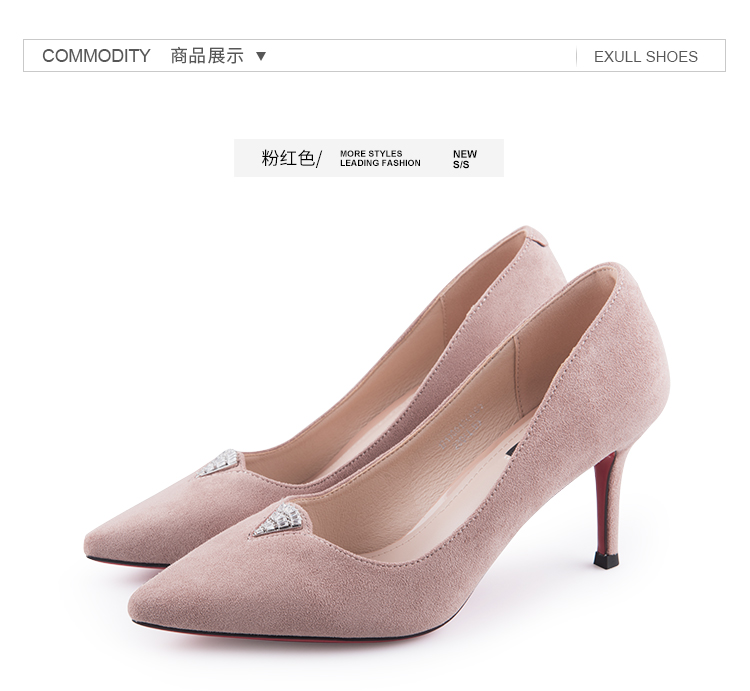 COMMODITY 商品展示 ▼ EXULL SHOES
粉红色/ MORE STYLES NEW
LEADING FASHION S/S